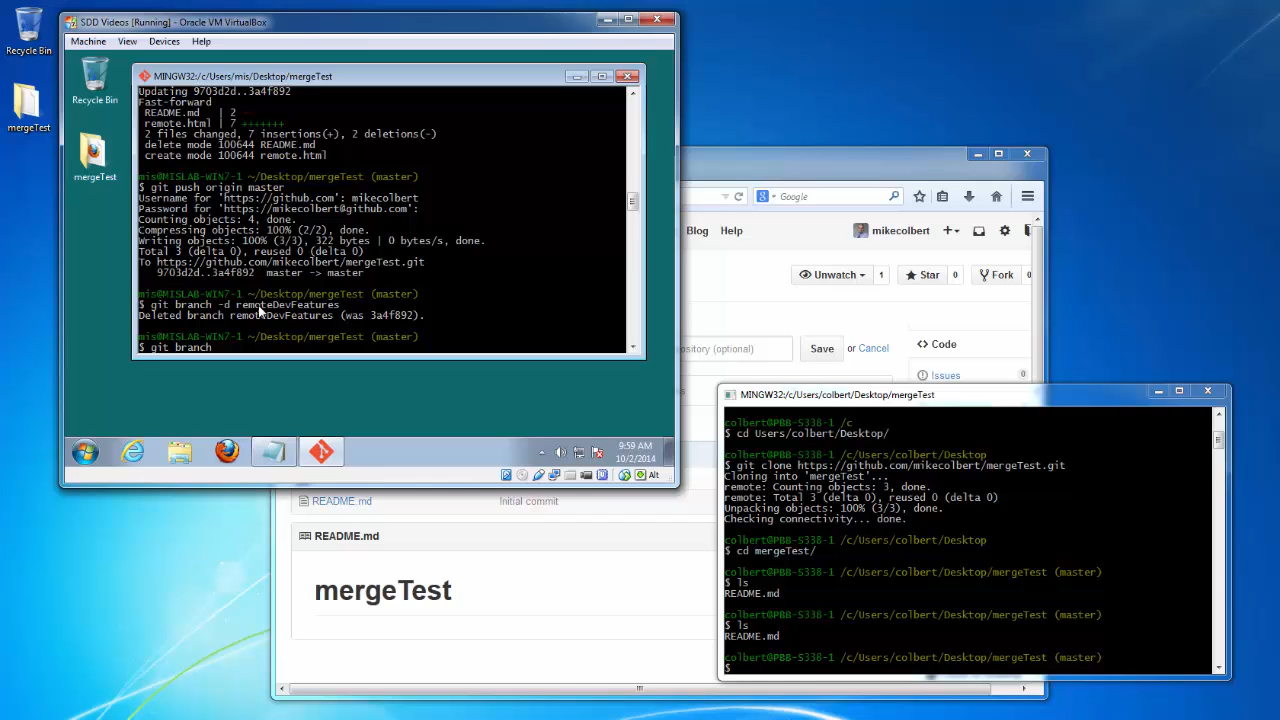 Recycle Bin
mergeTest
SDD Videos [Running] - Oracle VM VirtualBox
Machine View Devices Help
Recycle Bin
mergeTest
MINGW32:/c/Users/mis/Desktop/mergeTest
Updating 9703d2d..3a4f892
Fast-forward
README.md | 2 --
remote.html | 7 +++++++
2 files changed, 7 insertions(+), 2 deletions(-)
delete mode 100644 README.md
create mode 100644 remote.html
mis@MISLAB-WIN7-1 ~/Desktop/mergeTest (master)
$ git push origin master
Username for 'https://github.com': mikecolbert
Password for 'https://mikecolbert@github.com':
Counting objects: 4, done.
Compressing objects: 100% (2/2), done.
Writing objects: 100% (3/3), 322 bytes | 0 bytes/s, done.
Total 3 (delta 0), reused 0 (delta 0)
To https://github.com/mikecolbert/mergeTest.git
9703d2d..3a4f892 master -> master
mis@MISLAB-WIN7-1 ~/Desktop/mergeTest (master)
$ git branch -d remoteDevFeatures
Deleted branch remoteDevFeatures (was 3a4f892).
mis@MISLAB-WIN7-1 ~/Desktop/mergeTest (master)
$ git branch
9:59 AM
10/2/2014
Alt
Google
Blog Help
mikecolbert
Unwatch 1 Star 0 Fork 0
pository (optional)
Save or Cancel
Code
Issues 0
README.md Initial commit
README.md
mergeTest
MINGW32:/c/Users/colbert/Desktop/mergeTest
colbert@PBB-S338-1 /c
$ cd Users/colbert/Desktop/
colbert@PBB-S338-1 /c/Users/colbert/Desktop
$ git clone https://github.com/mikecolbert/mergeTest.git
Cloning into 'mergeTest'...
remote: Counting objects: 3, done.
remote: Total 3 (delta 0), reused 0 (delta 0)
Unpacking objects: 100% (3/3), done.
Checking connectivity... done.
colbert@PBB-S338-1 /c/Users/colbert/Desktop
$ cd mergeTest/
colbert@PBB-S338-1 /c/Users/colbert/Desktop/mergeTest (master)
$ ls
README.md
colbert@PBB-S338-1 /c/Users/colbert/Desktop/mergeTest (master)
$ ls
README.md
colbert@PBB-S338-1 /c/Users/colbert/Desktop/mergeTest (master)
$